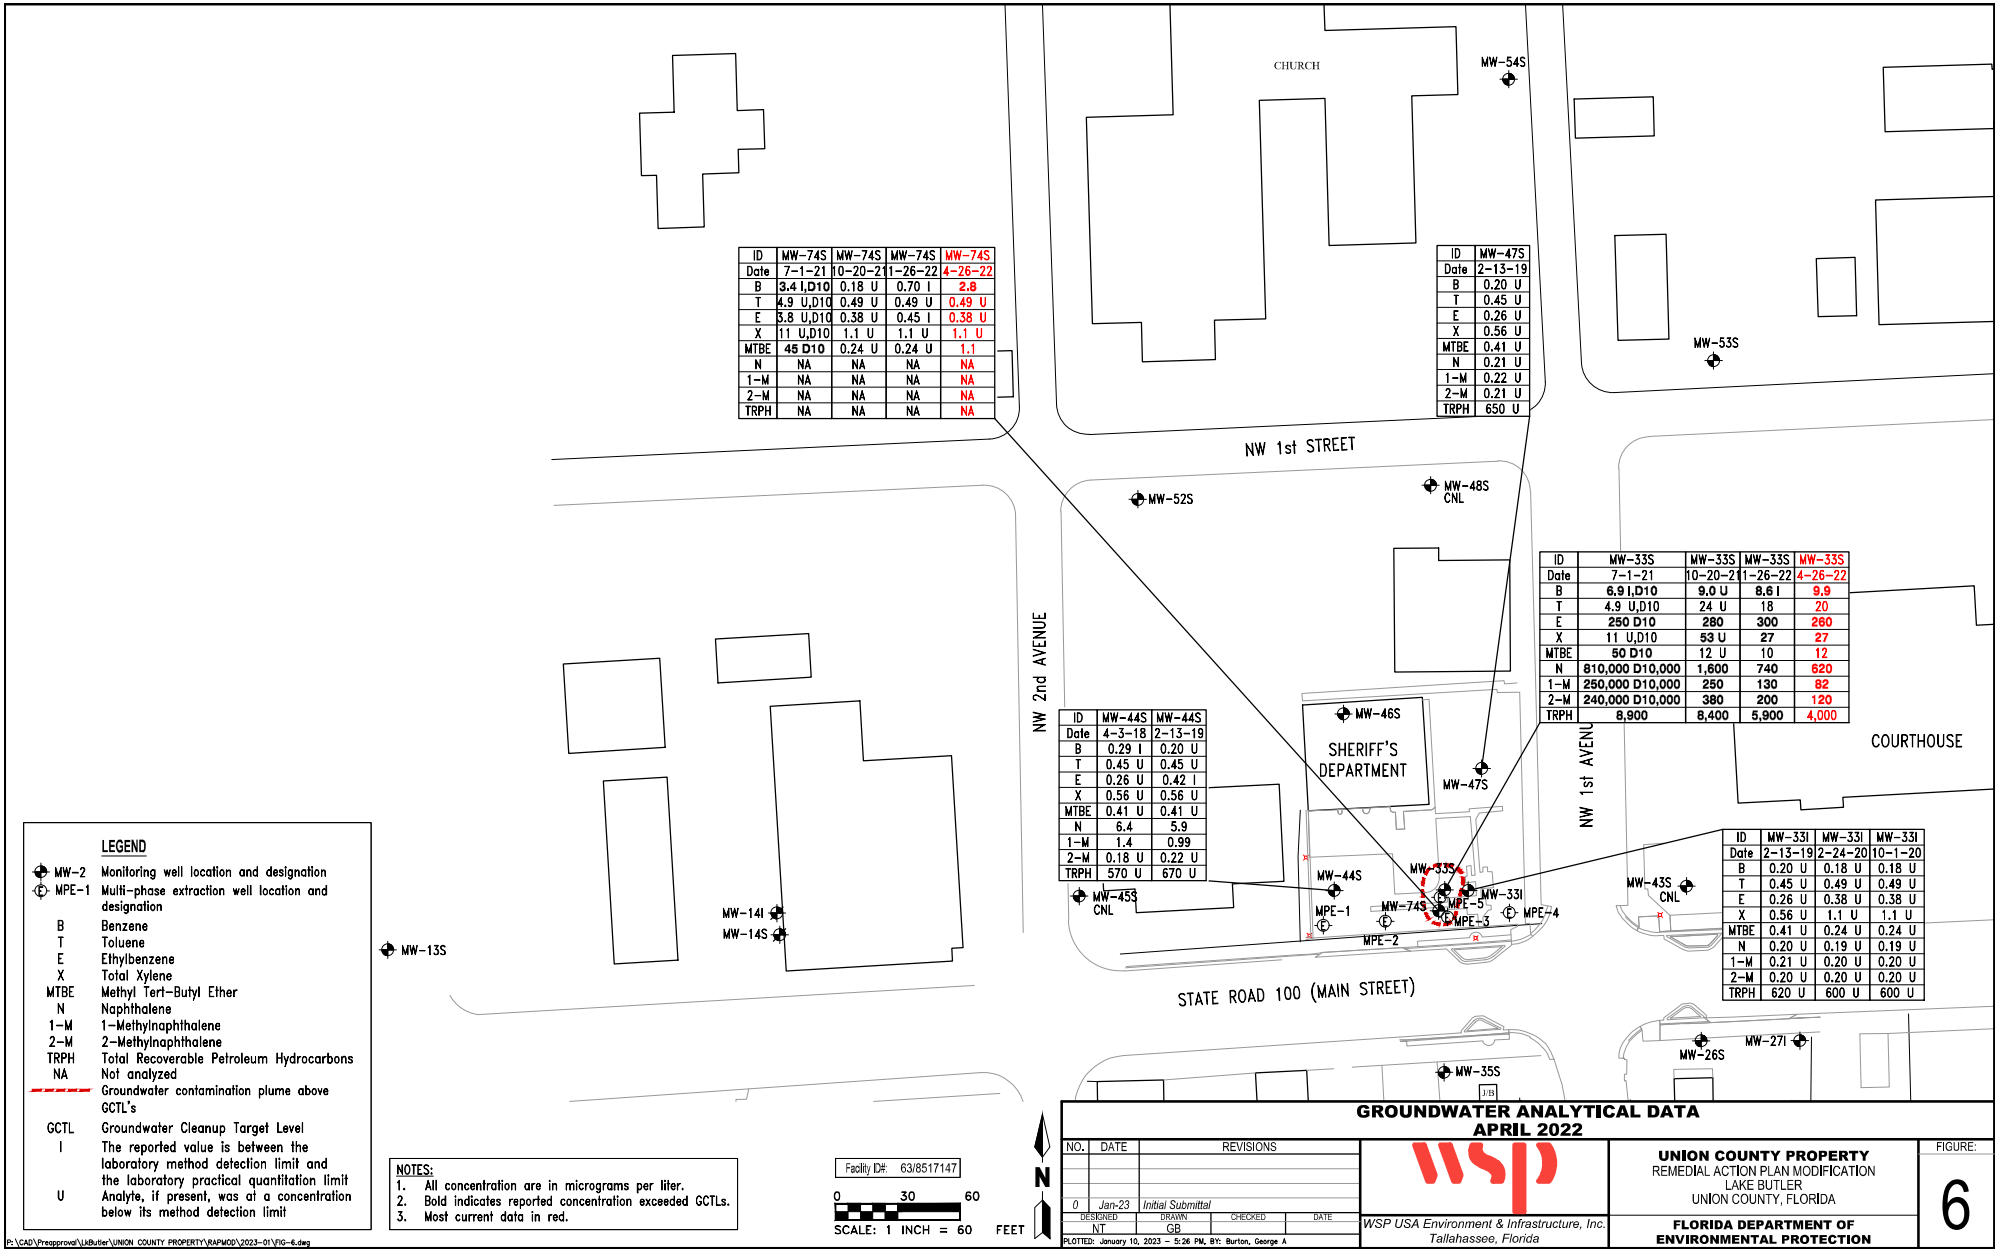 CHURCH
MW-54S
MW-53S
ID MW-74S MW-74S MW-74S MW-74S
Date 7-1-21 10-20-21 1-26-22 4-26-22
B 3.4 I,D10 0.18 U 0.70 I 2.8
T 4.9 U,D10 0.49 U 0.49 U 0.49 U
E 3.8 U,D10 0.38 U 0.45 I 0.38 U
X 11 U,D10 1.1 U 1.1 U 1.1 U
MTBE 45 D10 0.24 U 0.24 U 1.1
N NA NA NA NA
1-M NA NA NA NA
2-M NA NA NA NA
TRPH NA NA NA NA
ID MW-47S
Date 2-13-19
B 0.20 U
T 0.45 U
E 0.26 U
X 0.56 U
MTBE 0.41 U
N 0.21 U
1-M 0.22 U
2-M 0.21 U
TRPH 650 U
NW 1st STREET
MW-52S
MW-48S
CNL
NW 2nd AVENUE
ID MW-33S MW-33S MW-33S MW-33S
Date 7-1-21 10-20-21 1-26-22 4-26-22
B 6.9 I,D10 9.0 U 8.6 I 9.9
T 4.9 U,D10 24 U 18 20
E 250 D10 280 300 260
X 11 U,D10 53 U 27 27
MTBE 50 D10 12 U 10 12
N 810,000 D10,000 1,600 740 620
1-M 250,000 D10,000 250 130 82
2-M 240,000 D10,000 380 200 120
TRPH 8,900 8,400 5,900 4,000
NW 1st AVENU
COURTHOUSE
ID MW-44S MW-44S
Date 4-3-18 2-13-19
B 0.29 I 0.20 U
T 0.45 U 0.45 U
E 0.26 U 0.42 I
X 0.56 U 0.56 U
MTBE 0.41 U 0.41 U
N 6.4 5.9
1-M 1.4 0.99
2-M 0.18 U 0.22 U
TRPH 570 U 670 U
MW-46S
SHERIFF'S
DEPARTMENT
MW-47S
ID MW-33I MW-33I MW-33I
Date 2-13-19 2-24-20 10-1-20
B 0.20 U 0.18 U 0.18 U
T 0.45 U 0.49 U 0.49 U
E 0.26 U 0.38 U 0.38 U
X 0.56 U 1.1 U 1.1 U
MTBE 0.41 U 0.24 U 0.24 U
N 0.20 U 0.19 U 0.19 U
1-M 0.21 U 0.20 U 0.20 U
2-M 0.20 U 0.20 U 0.20 U
TRPH 620 U 600 U 600 U
MW-33S
MW-44S
MW-33I
MW-45S
CNL
MW-43S
CNL
MPE-1
MW-74S
MPE-5
MPE-3
MPE-4
MPE-2
MW-14I
MW-14S
MW-13S
STATE ROAD 100 (MAIN STREET)
MW-26S
MW-27I
MW-35S
J/B
LEGEND
MW-2 Monitoring well location and designation
MPE-1 Multi-phase extraction well location and
designation
B Benzene
T Toluene
E Ethylbenzene
X Total Xylene
MTBE Methyl Tert-Butyl Ether
N Naphthalene
1-M 1-Methylnaphthalene
2-M 2-Methylnaphthalene
TRPH Total Recoverable Petroleum Hydrocarbons
NA Not analyzed
Groundwater contamination plume above
GCTL's
GCTL Groundwater Cleanup Target Level
I The reported value is between the
laboratory method detection limit and
the laboratory practical quantitation limit
U Analyte, if present, was at a concentration
below its method detection limit
NOTES:
1. All concentration are in micrograms per liter.
2. Bold indicates reported concentration exceeded GCTLs.
3. Most current data in red.
Facility ID#: 63/8517147
0 30 60
SCALE: 1 INCH = 60 FEET
N
GROUNDWATER ANALYTICAL DATA
APRIL 2022
NO. DATE REVISIONS
0 Jan-23 Initial Submittal
DESIGNED DRAWN CHECKED DATE
NT GB
PLOTTED: January 10, 2023 - 5:26 PM, BY: Burton, George A
wsp
WSP USA Environment & Infrastructure, Inc.
Tallahassee, Florida
UNION COUNTY PROPERTY
REMEDIAL ACTION PLAN MODIFICATION
LAKE BUTLER
UNION COUNTY, FLORIDA
FLORIDA DEPARTMENT OF
ENVIRONMENTAL PROTECTION
FIGURE:
6
P:\CAD\Preapproval\LkButler\UNION COUNTY PROPERTY\RAPMOD\2023-01\FIG-6.dwg